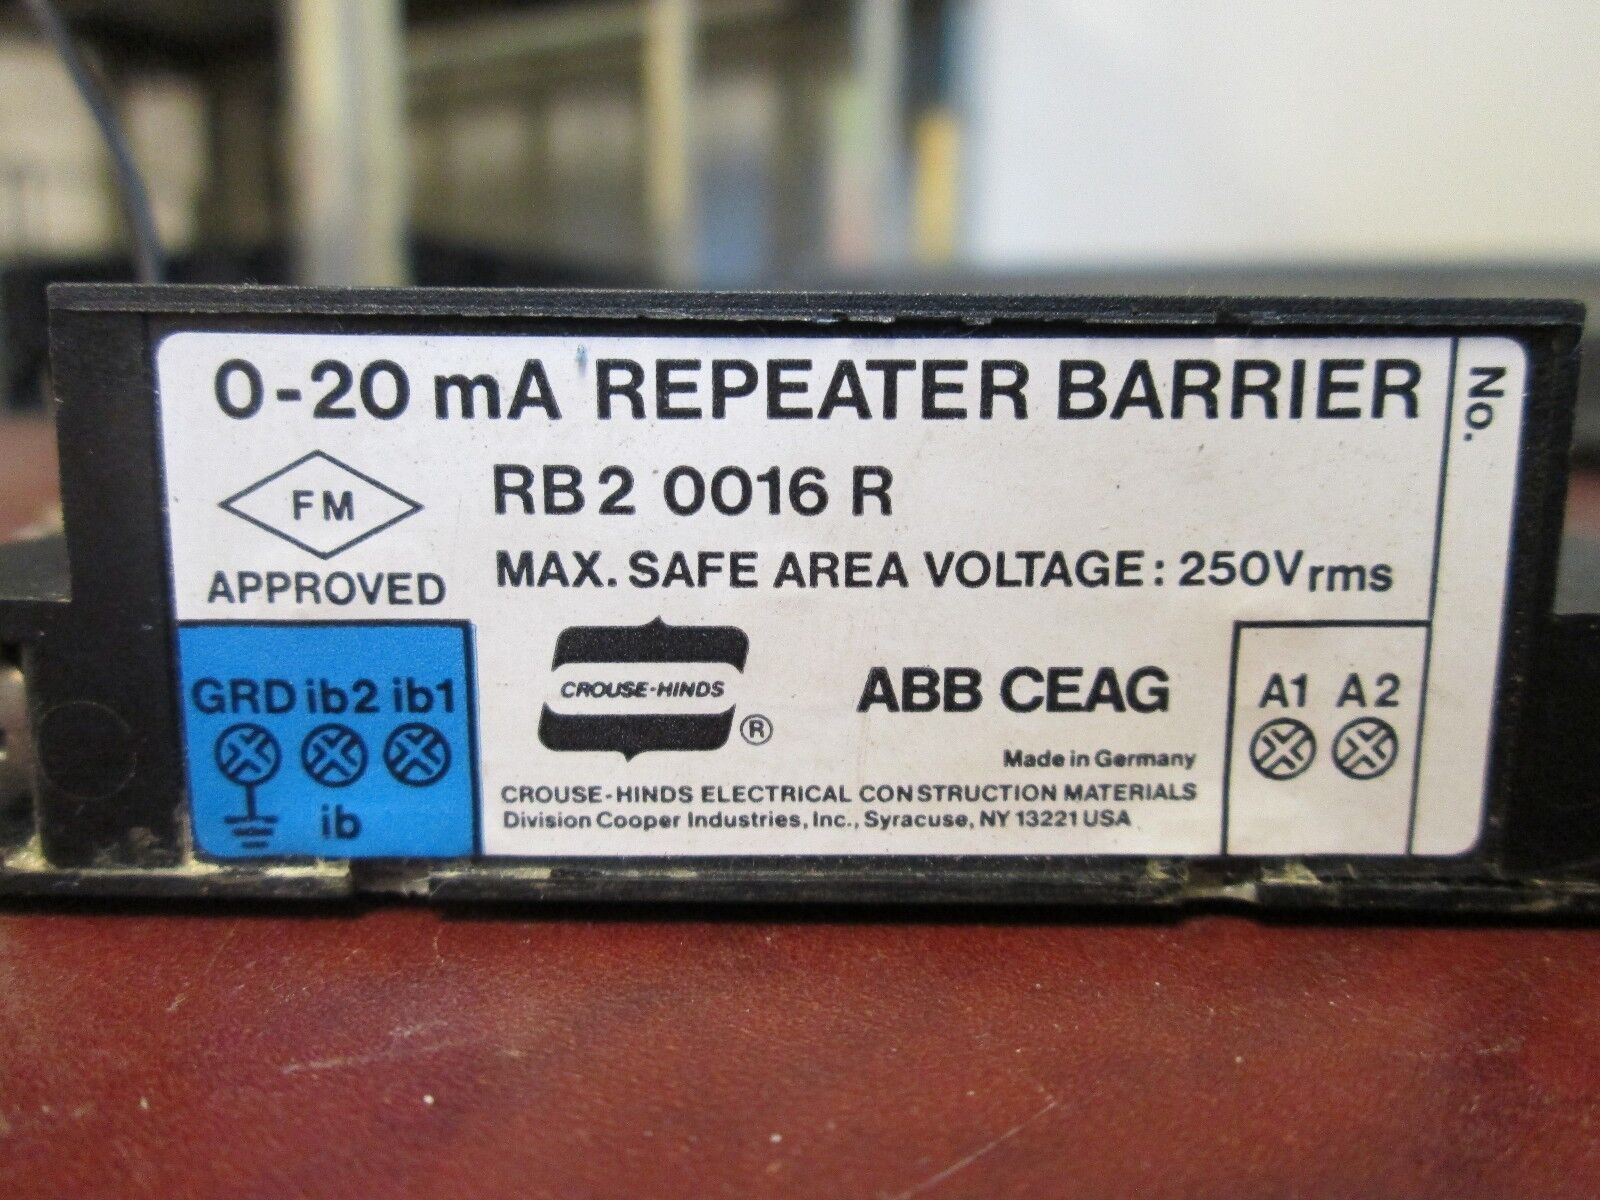 0-20 mA REPEATER BARRIER
No.
FM
APPROVED
RB2 0016 R
MAX. SAFE AREA VOLTAGE: 250Vrms
GRD ib2 ib1
ib
CROUSE-HINDS
®
ABB CEAG
Made in Germany
A1 A2
CROUSE-HINDS ELECTRICAL CONSTRUCTION MATERIALS
Division Cooper Industries, Inc., Syracuse, NY 13221 USA